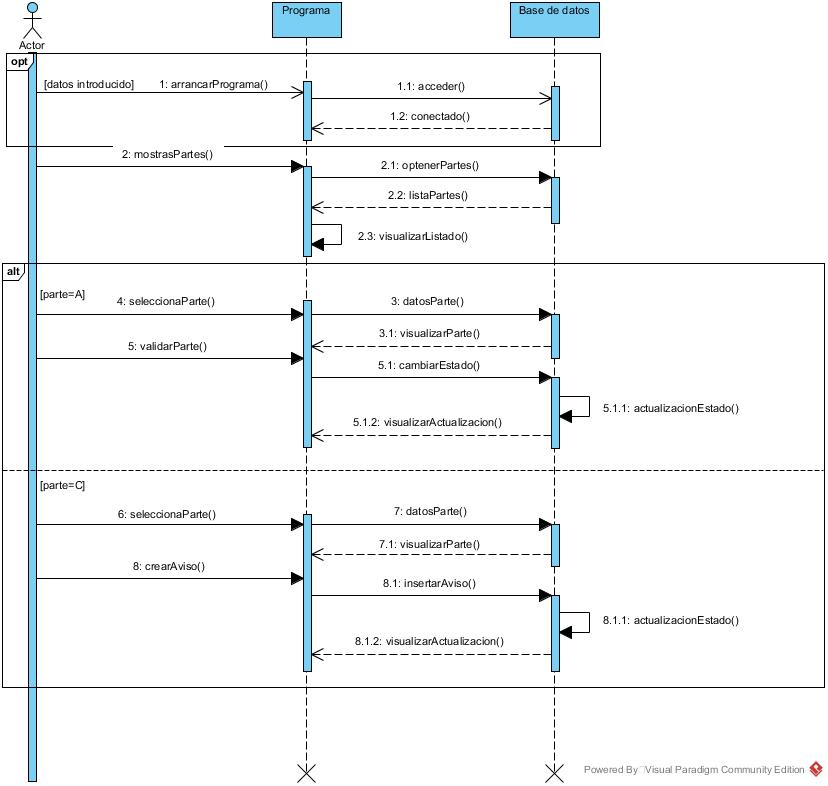 Programa
Base de datos
Actor
opt
[datos introducido]
1: arrancarPrograma()
1.1: acceder()
1.2: conectado()
2: mostrasPartes()
2.1: optenerPartes()
2.2: listaPartes()
2.3: visualizarListado()
alt
[parte=A]
4: seleccionaParte()
3: datosParte()
3.1: visualizarParte()
5: validarParte()
5.1: cambiarEstado()
5.1.1: actualizacionEstado()
5.1.2: visualizarActualizacion()
[parte=C]
6: seleccionaParte()
7: datosParte()
7.1: visualizarParte()
8: crearAviso()
8.1: insertarAviso()
8.1.1: actualizacionEstado()
8.1.2: visualizarActualizacion()
Powered By Visual Paradigm Community Edition